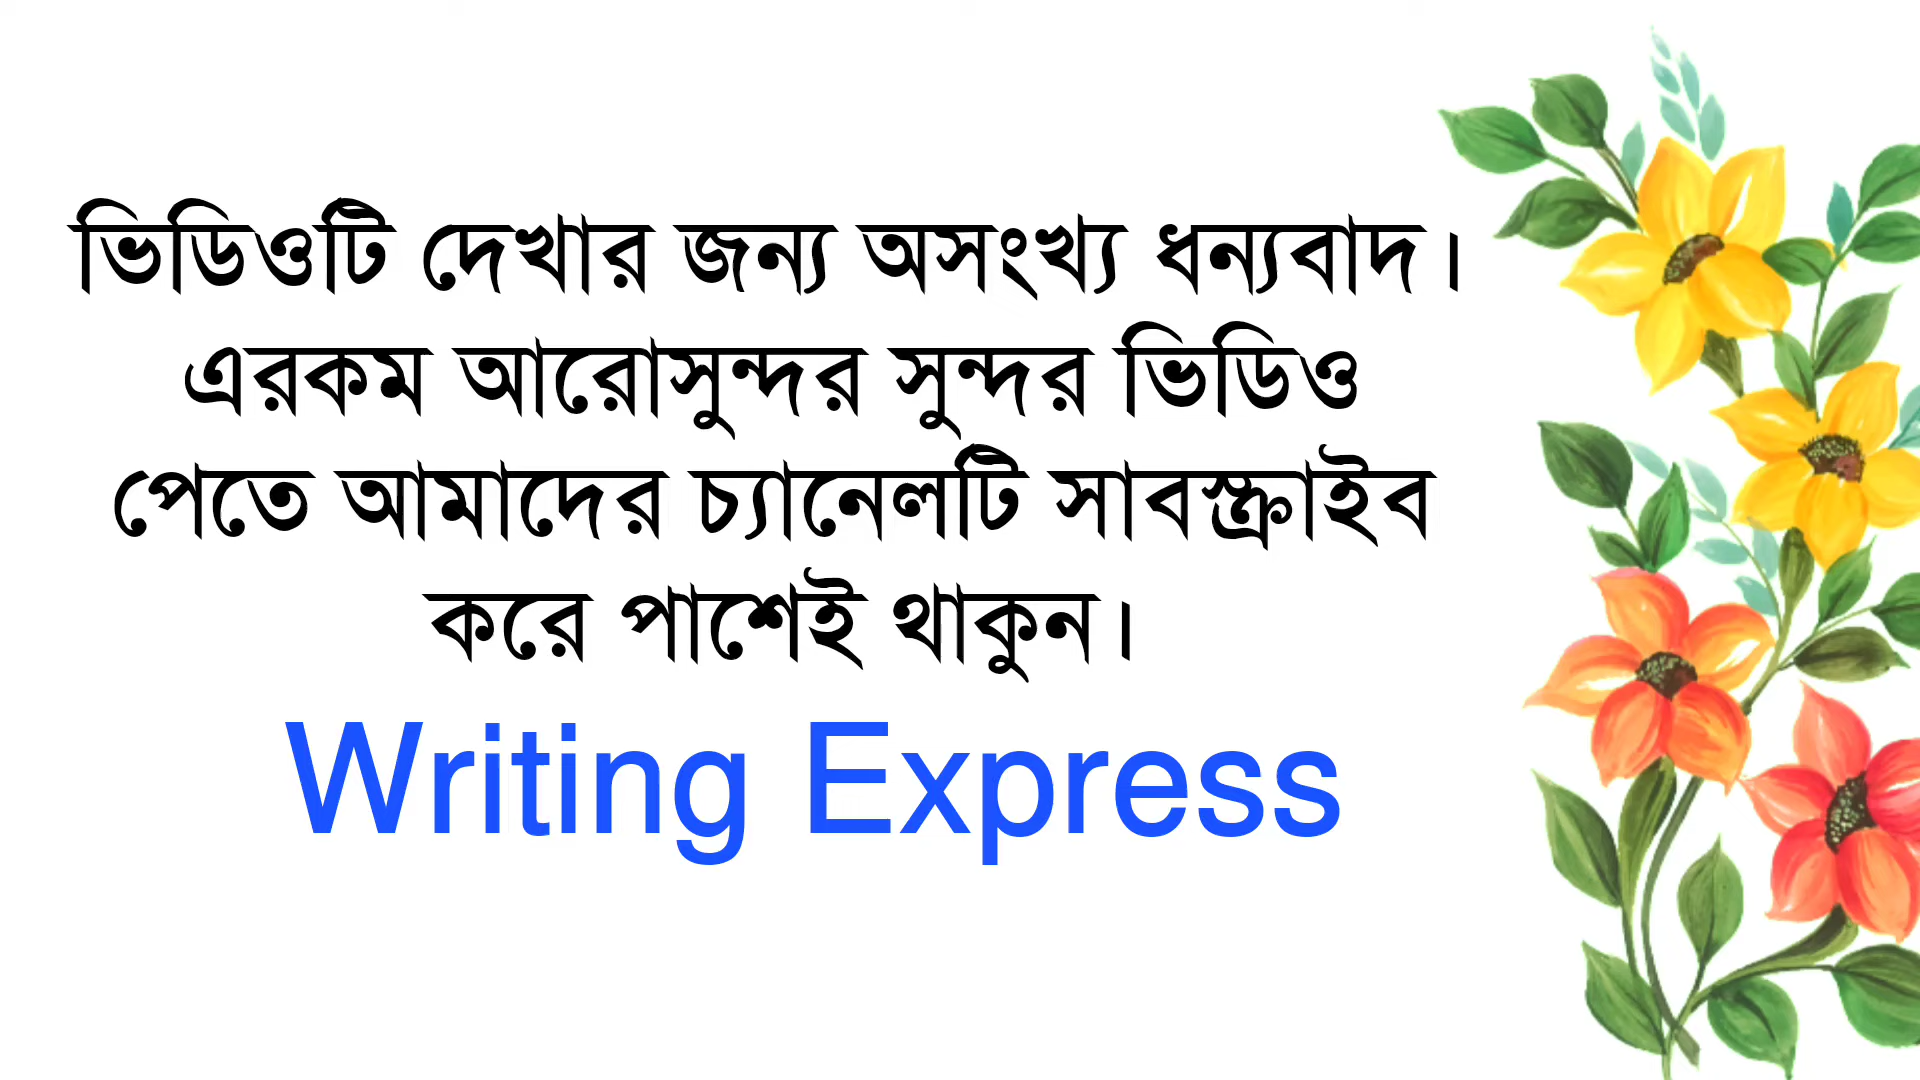 ভিডিওটি দেখার জন্য অসংখ্য ধন্যবাদ।
এরকম আরোসুন্দর সুন্দর ভিডিও
পেতে আমাদের চ্যানেলটি সাবস্ক্রাইব
করে পাশেই থাকুন।
Writing Express